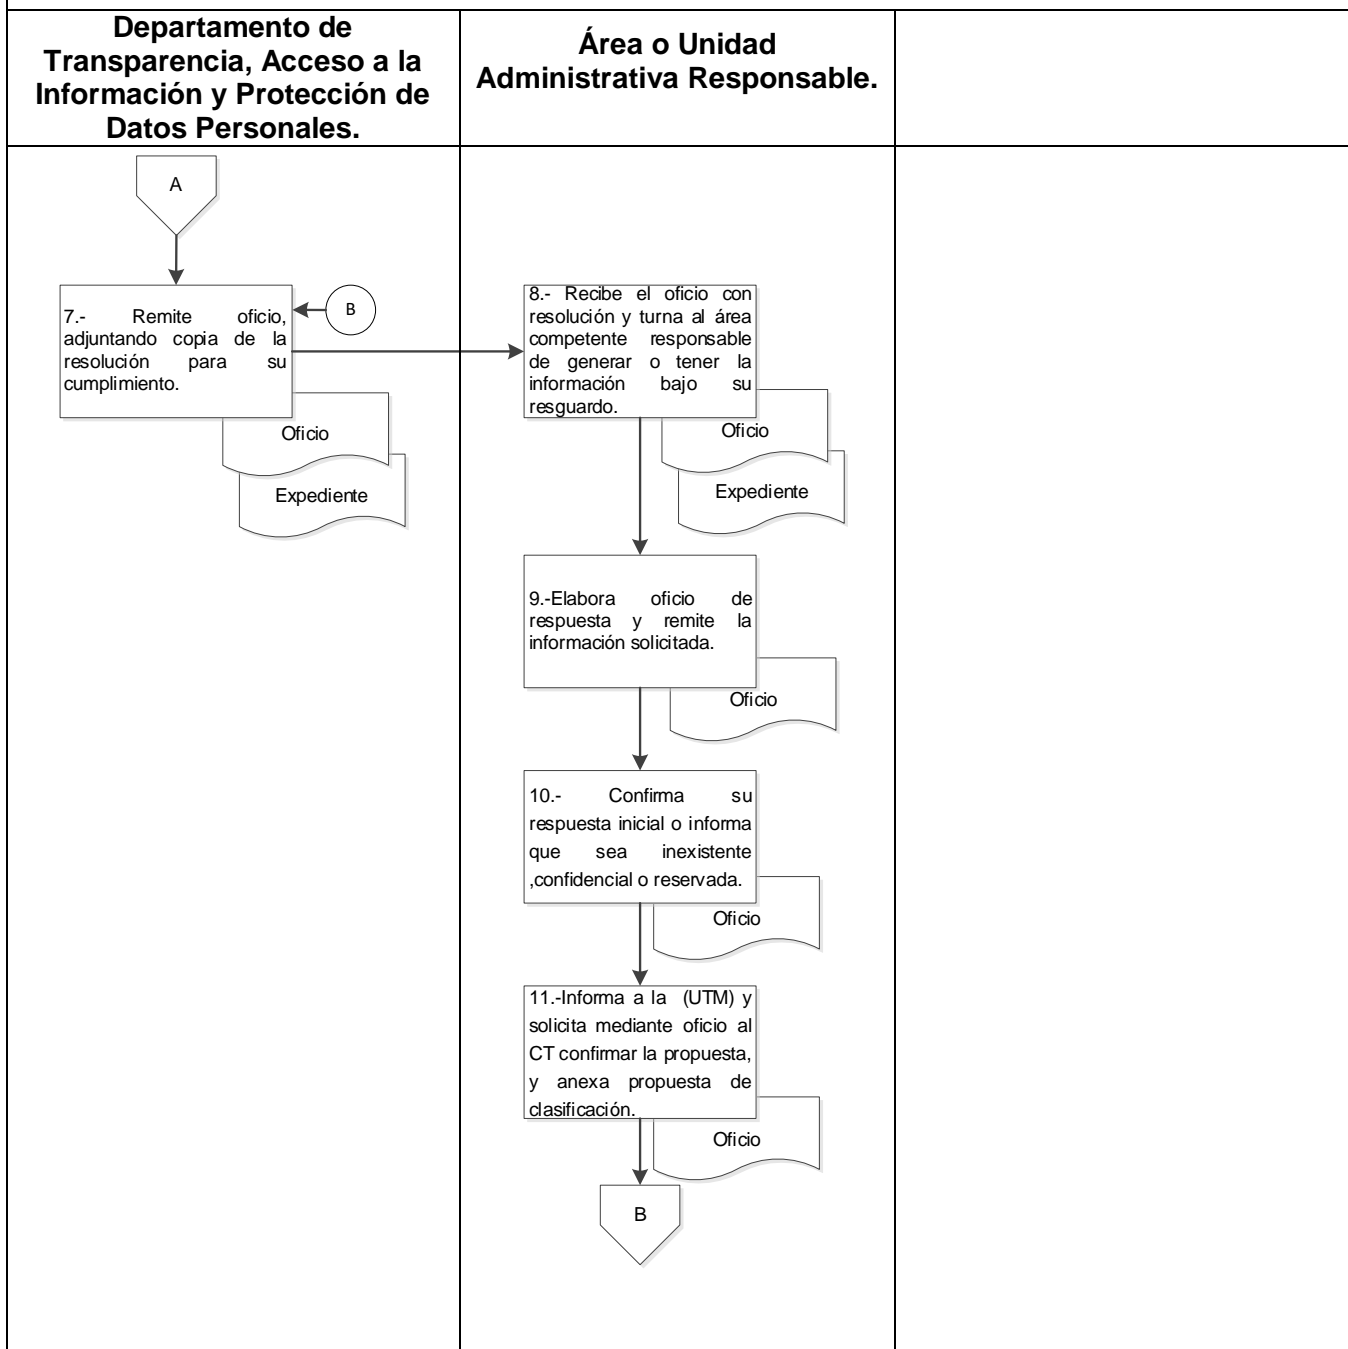 Departamento de
Transparencia, Acceso a la
Información y Protección de
Datos Personales.
Área o Unidad
Administrativa Responsable.
A
7.- Remite oficio,
adjuntando copia de la
resolución para su
cumplimiento.
B
Oficio
Expediente
8.- Recibe el oficio con
resolución y turna al área
competente responsable
de generar o tener la
información bajo su
resguardo.
Oficio
Expediente
9.-Elabora oficio de
respuesta y remite la
información solicitada.
Oficio
10.- Confirma su
respuesta inicial o informa
que sea inexistente
,confidencial o reservada.
Oficio
11.-Informa a la (UTM) y
solicita mediante oficio al
CT confirmar la propuesta,
y anexa propuesta de
clasificación.
Oficio
B